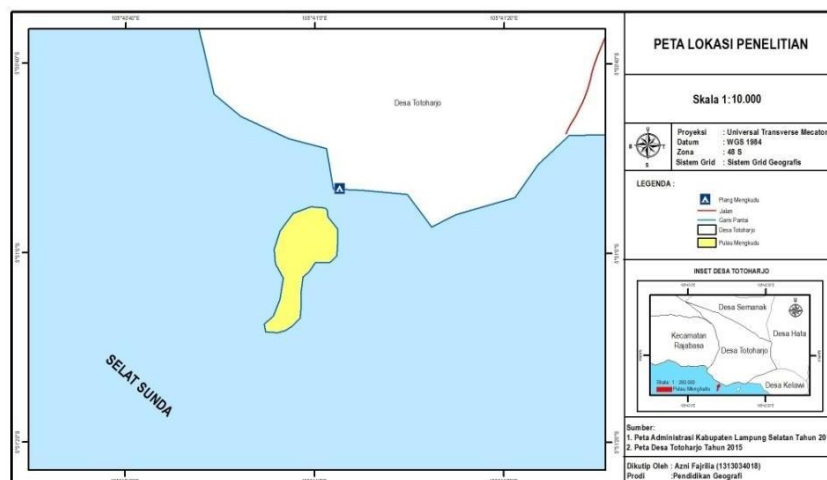 105°41'0"E
105°41'20"E
PETA LOKASI PENELITIAN
Skala 1:10.000
Proyeksi : Universal Transverse Mecator
Datum : WGS 1984
Zona : 48 S
Sistem Grid : Sistem Grid Geografis
LEGENDA :
Plang Mengkudu
Jalan
Garis Pantai
Desa Totoharjo
Pulau Mengkudu
Desa Totoharjo
SELAT SUNDA
INSET DESA TOTOHARJO
Desa Semanak
Desa Hata
Kecamatan
Rajabasa
Desa Totoharjo
Desa Kelawi
Pulau Mengkudu
Sumber:
1. Peta Administrasi Kabupaten Lampung Selatan Tahun 20
2. Peta Desa Totoharjo Tahun 2015
Dikutip Oleh : Azni Fajrilia (1313034018)
Prodi :Pendidikan Geografi